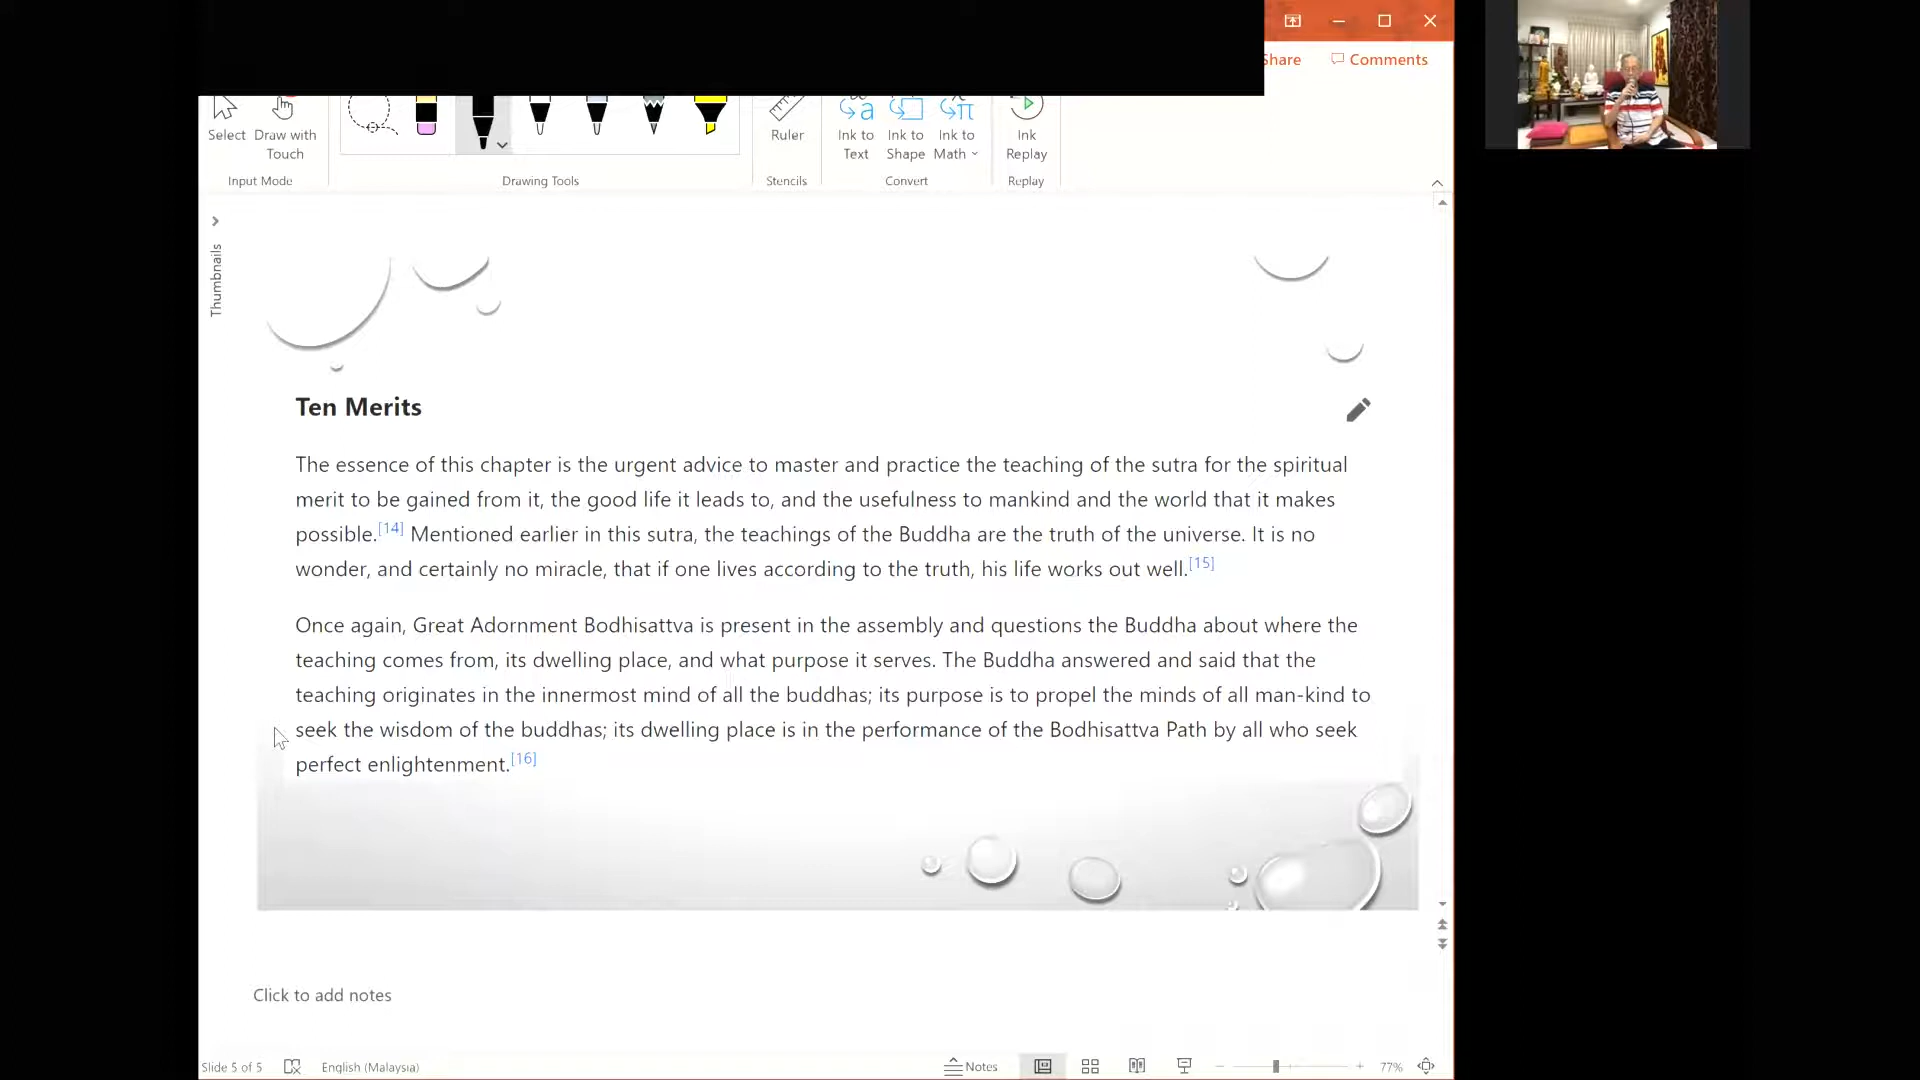 Share
Comments
Select
Draw with
Touch
Input Mode
Drawing Tools
Ruler
Stencils
Ink to
Text
Ink to
Shape
Ink to
Math
Convert
Ink
Replay
Replay
Thumbnails
Ten Merits
The essence of this chapter is the urgent advice to master and practice the teaching of the sutra for the spiritual
merit to be gained from it, the good life it leads to, and the usefulness to mankind and the world that it makes
possible.[14] Mentioned earlier in this sutra, the teachings of the Buddha are the truth of the universe. It is no
wonder, and certainly no miracle, that if one lives according to the truth, his life works out well.[15]
Once again, Great Adornment Bodhisattva is present in the assembly and questions the Buddha about where the
teaching comes from, its dwelling place, and what purpose it serves. The Buddha answered and said that the
teaching originates in the innermost mind of all the buddhas; its purpose is to propel the minds of all man-kind to
seek the wisdom of the buddhas; its dwelling place is in the performance of the Bodhisattva Path by all who seek
perfect enlightenment.[16]
Click to add notes
Slide 5 of 5
English (Malaysia)
Notes
77%